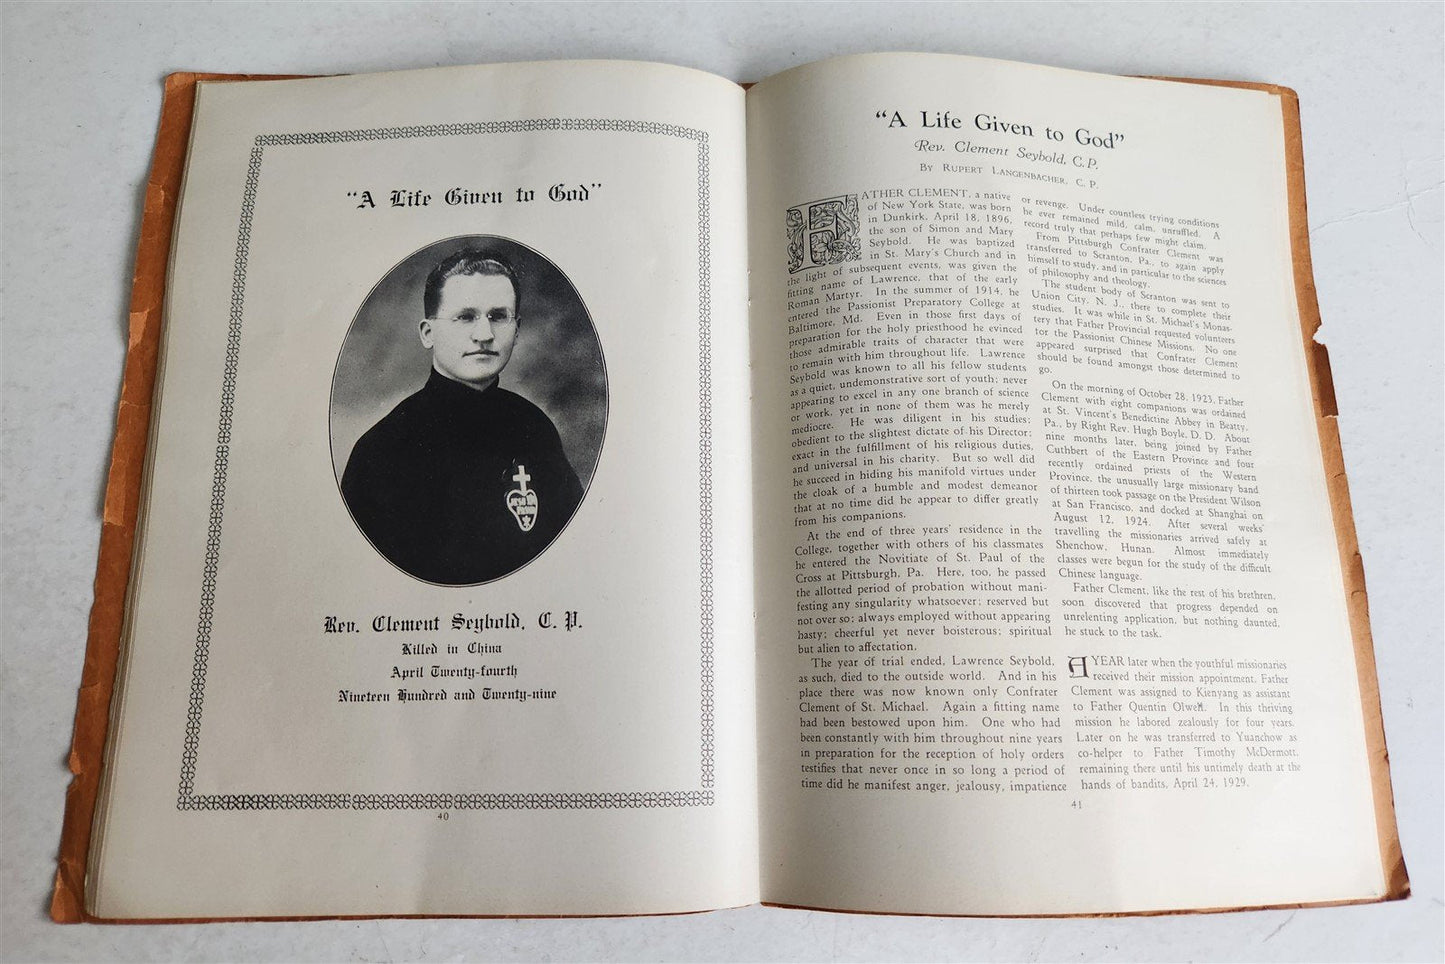 "A Life Given to God"
Rev. Clement Seybold, C. P.
Killed in China
April Twenty-fourth
Nineteen Hundred and Twenty-nine
40
"A Life Given to God"
Rev. Clement Seybold, C. P.
By Rupert Langenbacher, C. P.
FATHER CLEMENT, a native
of New York State, was born
in Dunkirk, April 18, 1896,
the son of Simon and Mary
Seybold. He was baptized
in St. Mary's Church and in
the light of subsequent events, was given the
fitting name of Lawrence, that of the early
Roman Martyr. In the summer of 1914, he
entered the Passionist Preparatory College at
Baltimore, Md. Even in those first days of
preparation for the holy priesthood he evinced
those admirable traits of character that were
to remain with him throughout life. Lawrence
Seybold was known to all his fellow students
as a quiet, undemonstrative sort of youth; never
appearing to excel in any one branch of science
or work, yet in none of them was he merely
mediocre. He was diligent in his studies;
obedient to the slightest dictate of his Director;
exact in the fulfillment of his religious duties,
and universal in his charity. But so well did
he succeed in hiding his manifold virtues under
the cloak of a humble and modest demeanor
that at no time did he appear to differ greatly
from his companions.
At the end of three years' residence in the
College, together with others of his classmates
he entered the Novitiate of St. Paul of the
Cross at Pittsburgh, Pa. Here, too, he passed
the allotted period of probation without mani-
festing any singularity whatsoever; reserved but
not over so; always employed without appearing
hasty; cheerful yet never boisterous; spiritual
but alien to affectation.
The year of trial ended, Lawrence Seybold,
as such, died to the outside world. And in his
place there was now known only Confrater
Clement of St. Michael. Again a fitting name
had been bestowed upon him. One who had
been constantly with him throughout nine years
in preparation for the reception of holy orders
testifies that never once in so long a period of
time did he manifest anger, jealousy, impatience
or revenge. Under countless trying conditions
he ever remained mild, calm, unruffled. A
record truly that perhaps few might claim.
From Pittsburgh Confrater Clement was
transferred to Scranton, Pa., to again apply
himself to study, and in particular to the sciences
of philosophy and theology.
The student body of Scranton was sent to
Union City, N. J., there to complete their
studies. It was while in St. Michael's Monas-
tery that Father Provincial requested volunteers
for the Passionist Chinese Missions. No one
appeared surprised that Confrater Clement
should be found amongst those determined to
go.
On the morning of October 28, 1923, Father
Clement with eight companions was ordained
at St. Vincent's Benedictine Abbey in Beatty,
Pa., by Right Rev. Hugh Boyle, D. D. About
nine months later, being joined by Father
Cuthbert of the Eastern Province and four
recently ordained priests of the Western
Province, the unusually large missionary band
of thirteen took passage on the President Wilson
at San Francisco, and docked at Shanghai on
August 12, 1924. After several weeks'
travelling the missionaries arrived safely at
Shenchow, Hunan. Almost immediately
classes were begun for the study of the difficult
Chinese language.
Father Clement, like the rest of his brethren,
soon discovered that progress depended on
unrelenting application, but nothing daunted,
he stuck to the task.
A YEAR later when the youthful missionaries
received their mission appointment, Father
Clement was assigned to Kienyang as assistant
to Father Quentin Olwell. In this thriving
mission he labored zealously for four years.
Later on he was transferred to Yuanchow as
co-helper to Father Timothy McDermott,
remaining there until his untimely death at the
hands of bandits, April 24, 1929.
41